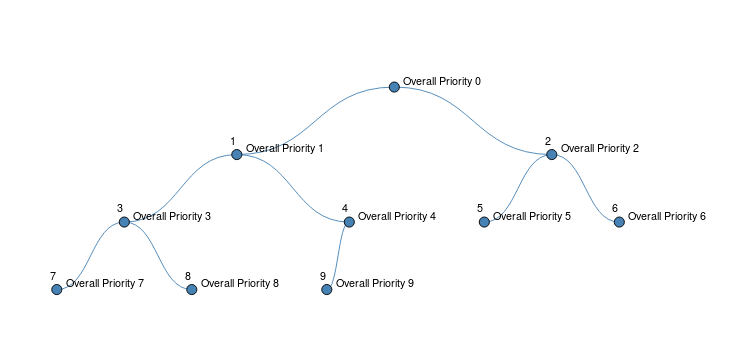 Overall Priority 0
1
Overall Priority 1
2
Overall Priority 2
3
Overall Priority 3
4
Overall Priority 4
5
Overall Priority 5
6
Overall Priority 6
7
Overall Priority 7
8
Overall Priority 8
9
Overall Priority 9